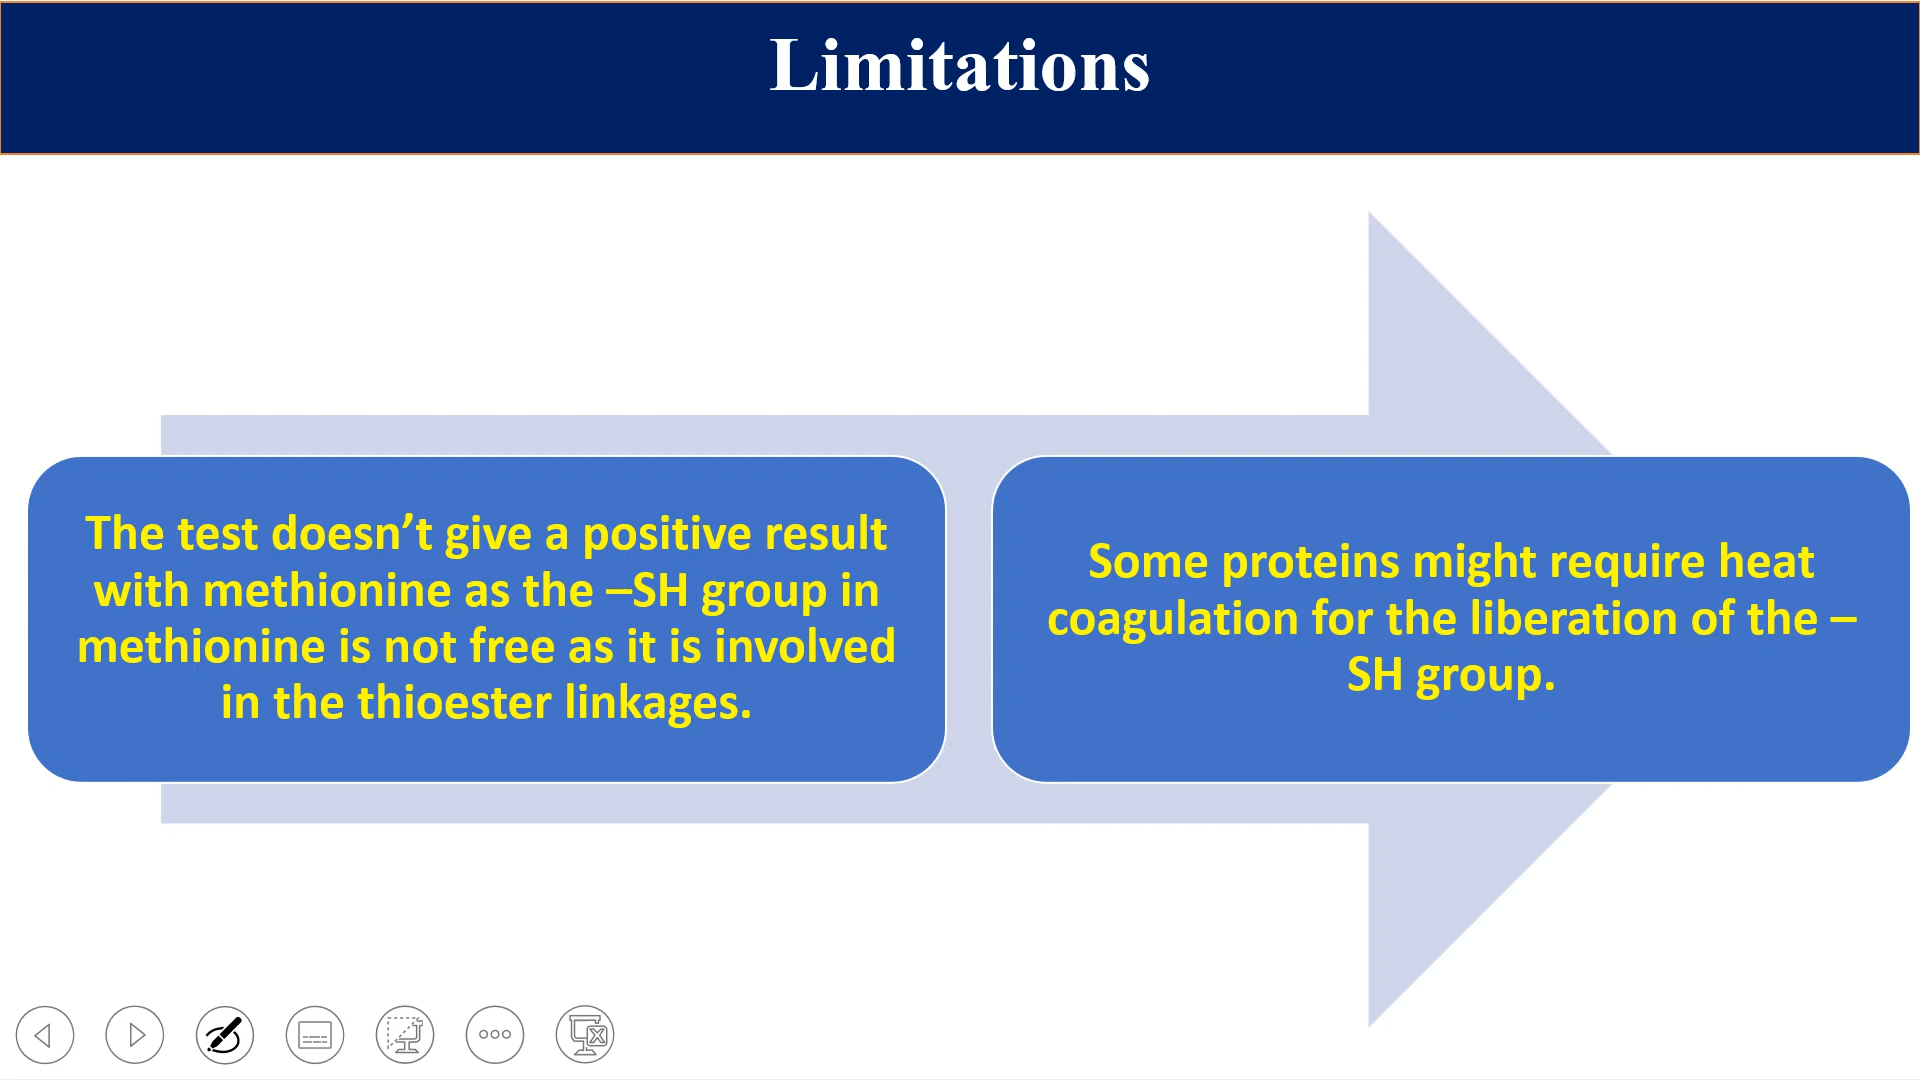 Limitations
The test doesn’t give a positive result
with methionine as the –SH group in
methionine is not free as it is involved
in the thioester linkages.
Some proteins might require heat
coagulation for the liberation of the –
SH group.